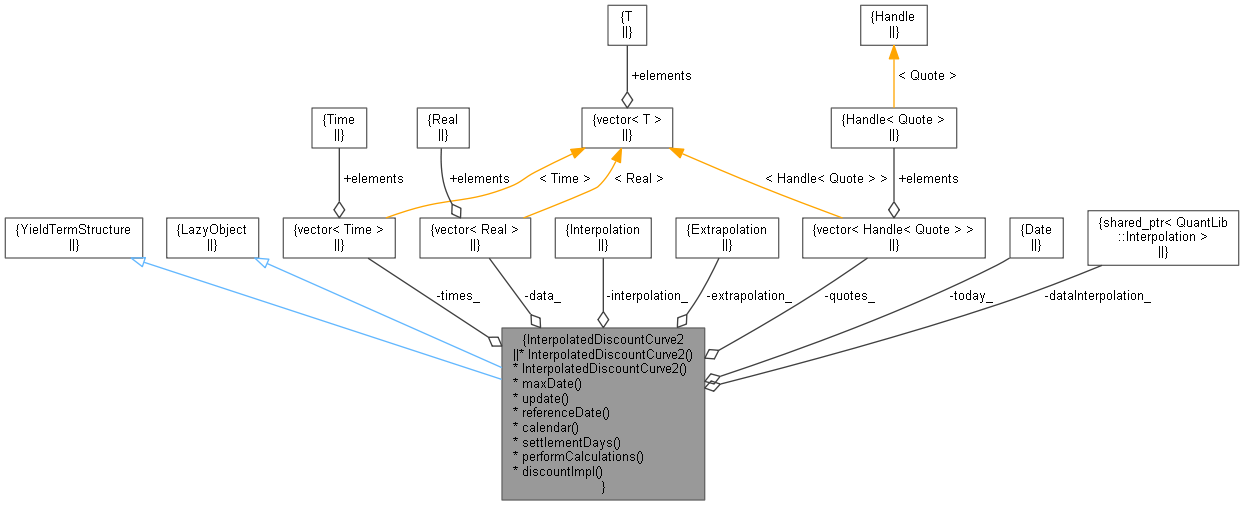 {T
||}
{Handle
||}
+elements
< Quote >
{Time
||}
{Real
||}
{vector< T >
||}
{Handle< Quote >
||}
+elements
+elements
< Time >
< Real >
< Handle< Quote > >
+elements
{YieldTermStructure
||}
{LazyObject
||}
{vector< Time >
||}
{vector< Real >
||}
{Interpolation
||}
{Extrapolation
||}
{vector< Handle< Quote > >
||}
{Date
||}
{shared_ptr< QuantLib
::Interpolation >
||}
-times_
-data_
-interpolation_
-extrapolation_
-quotes_
-today_
-dataInterpolation_
{InterpolatedDiscountCurve2
||* InterpolatedDiscountCurve2()
* InterpolatedDiscountCurve2()
* maxDate()
* update()
* referenceDate()
* calendar()
* settlementDays()
* performCalculations()
* discountImpl()
}